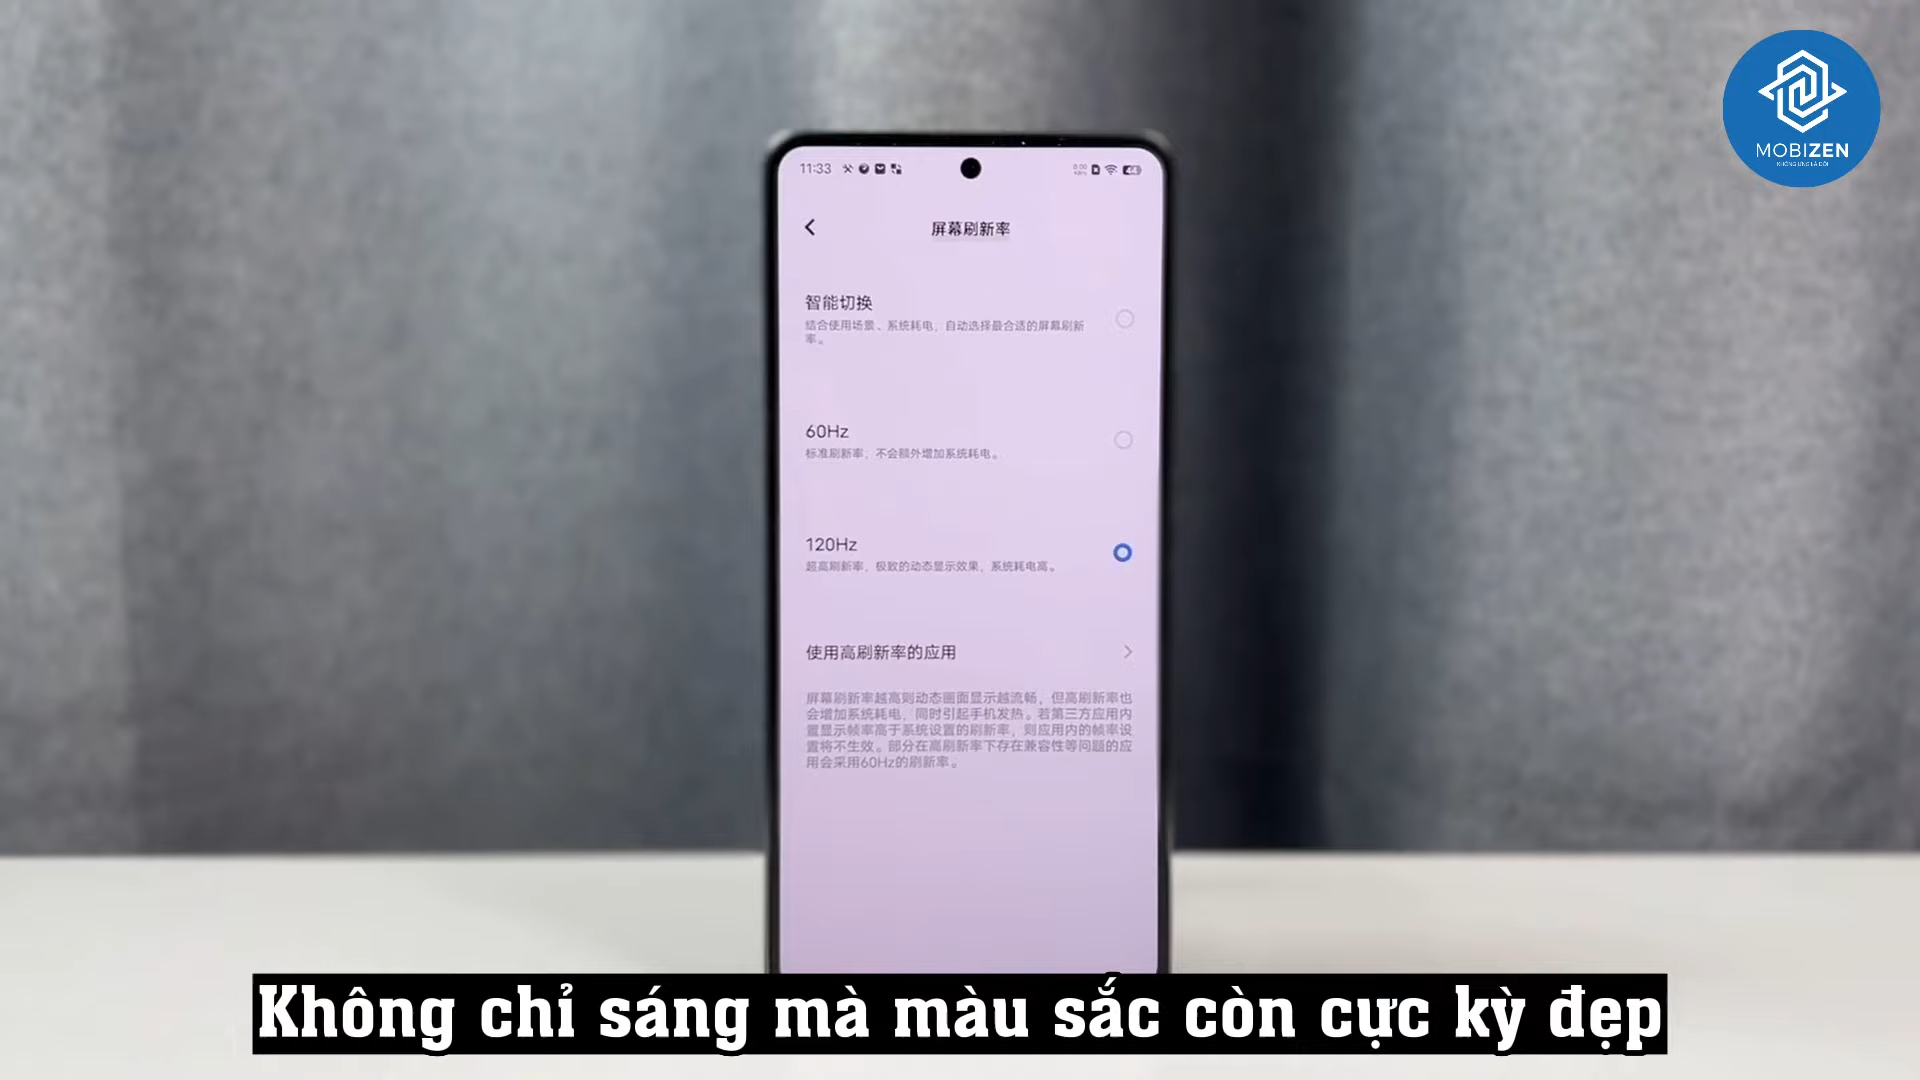 MOBIZEN
11:33
屏幕刷新率
智能切换
结合使用场景、系统耗电，自动选择最合适的屏幕刷新
率。
60Hz
标准刷新率，不会额外增加系统耗电。
120Hz
超高刷新率，极致的动态显示效果，系统耗电高。
使用高刷新率的应用
屏幕刷新率越高则动态画面显示越流畅，但高刷新率也
会增加系统耗电，同时引起手机发热。若第三方应用内
置显示帧率高于系统设置的刷新率，则应用内的帧率设
置将不生效。部分在高刷新率下存在兼容性等问题的应
用会采用60Hz的刷新率。
Không chỉ sáng mà màu sắc còn cực kỳ đẹp